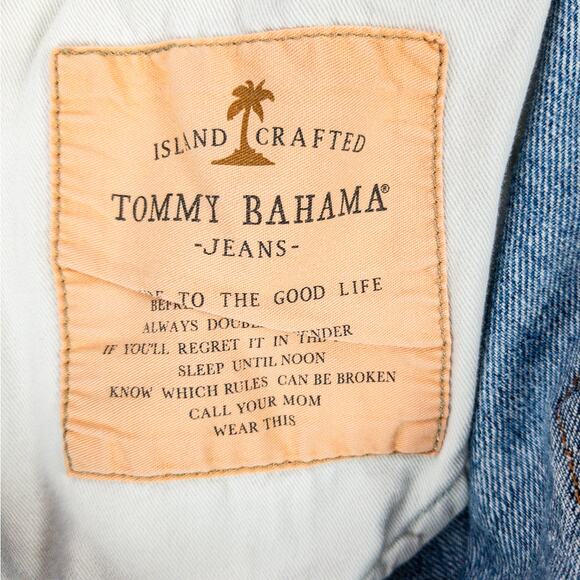 ISLAND CRAFTED
TOMMY BAHAMA®
-JEANS-
TO THE GOOD LIFE
ALWAYS
IF YOU'LL REGRET IT IN
SLEEP UNTIL NOON
KNOW WHICH RULES CAN BE BROKEN
CALL YOUR MOM
WEAR THIS